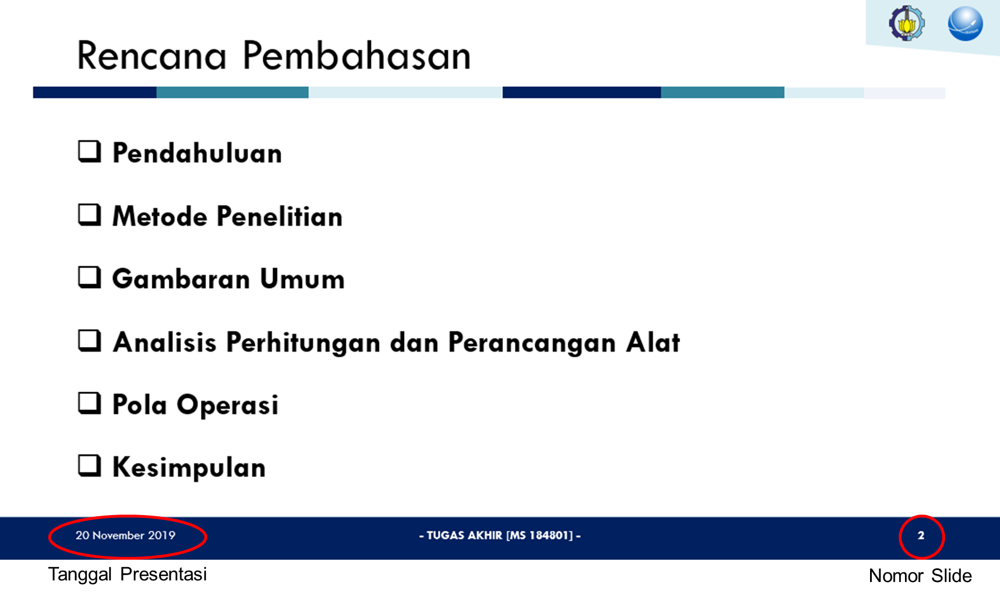 Rencana Pembahasan
Pendahuluan
Metode Penelitian
Gambaran Umum
Analisis Perhitungan dan Perancangan Alat
Pola Operasi
Kesimpulan
20 November 2019
- TUGAS AKHIR [MS 184801] -
2
Tanggal Presentasi
Nomor Slide